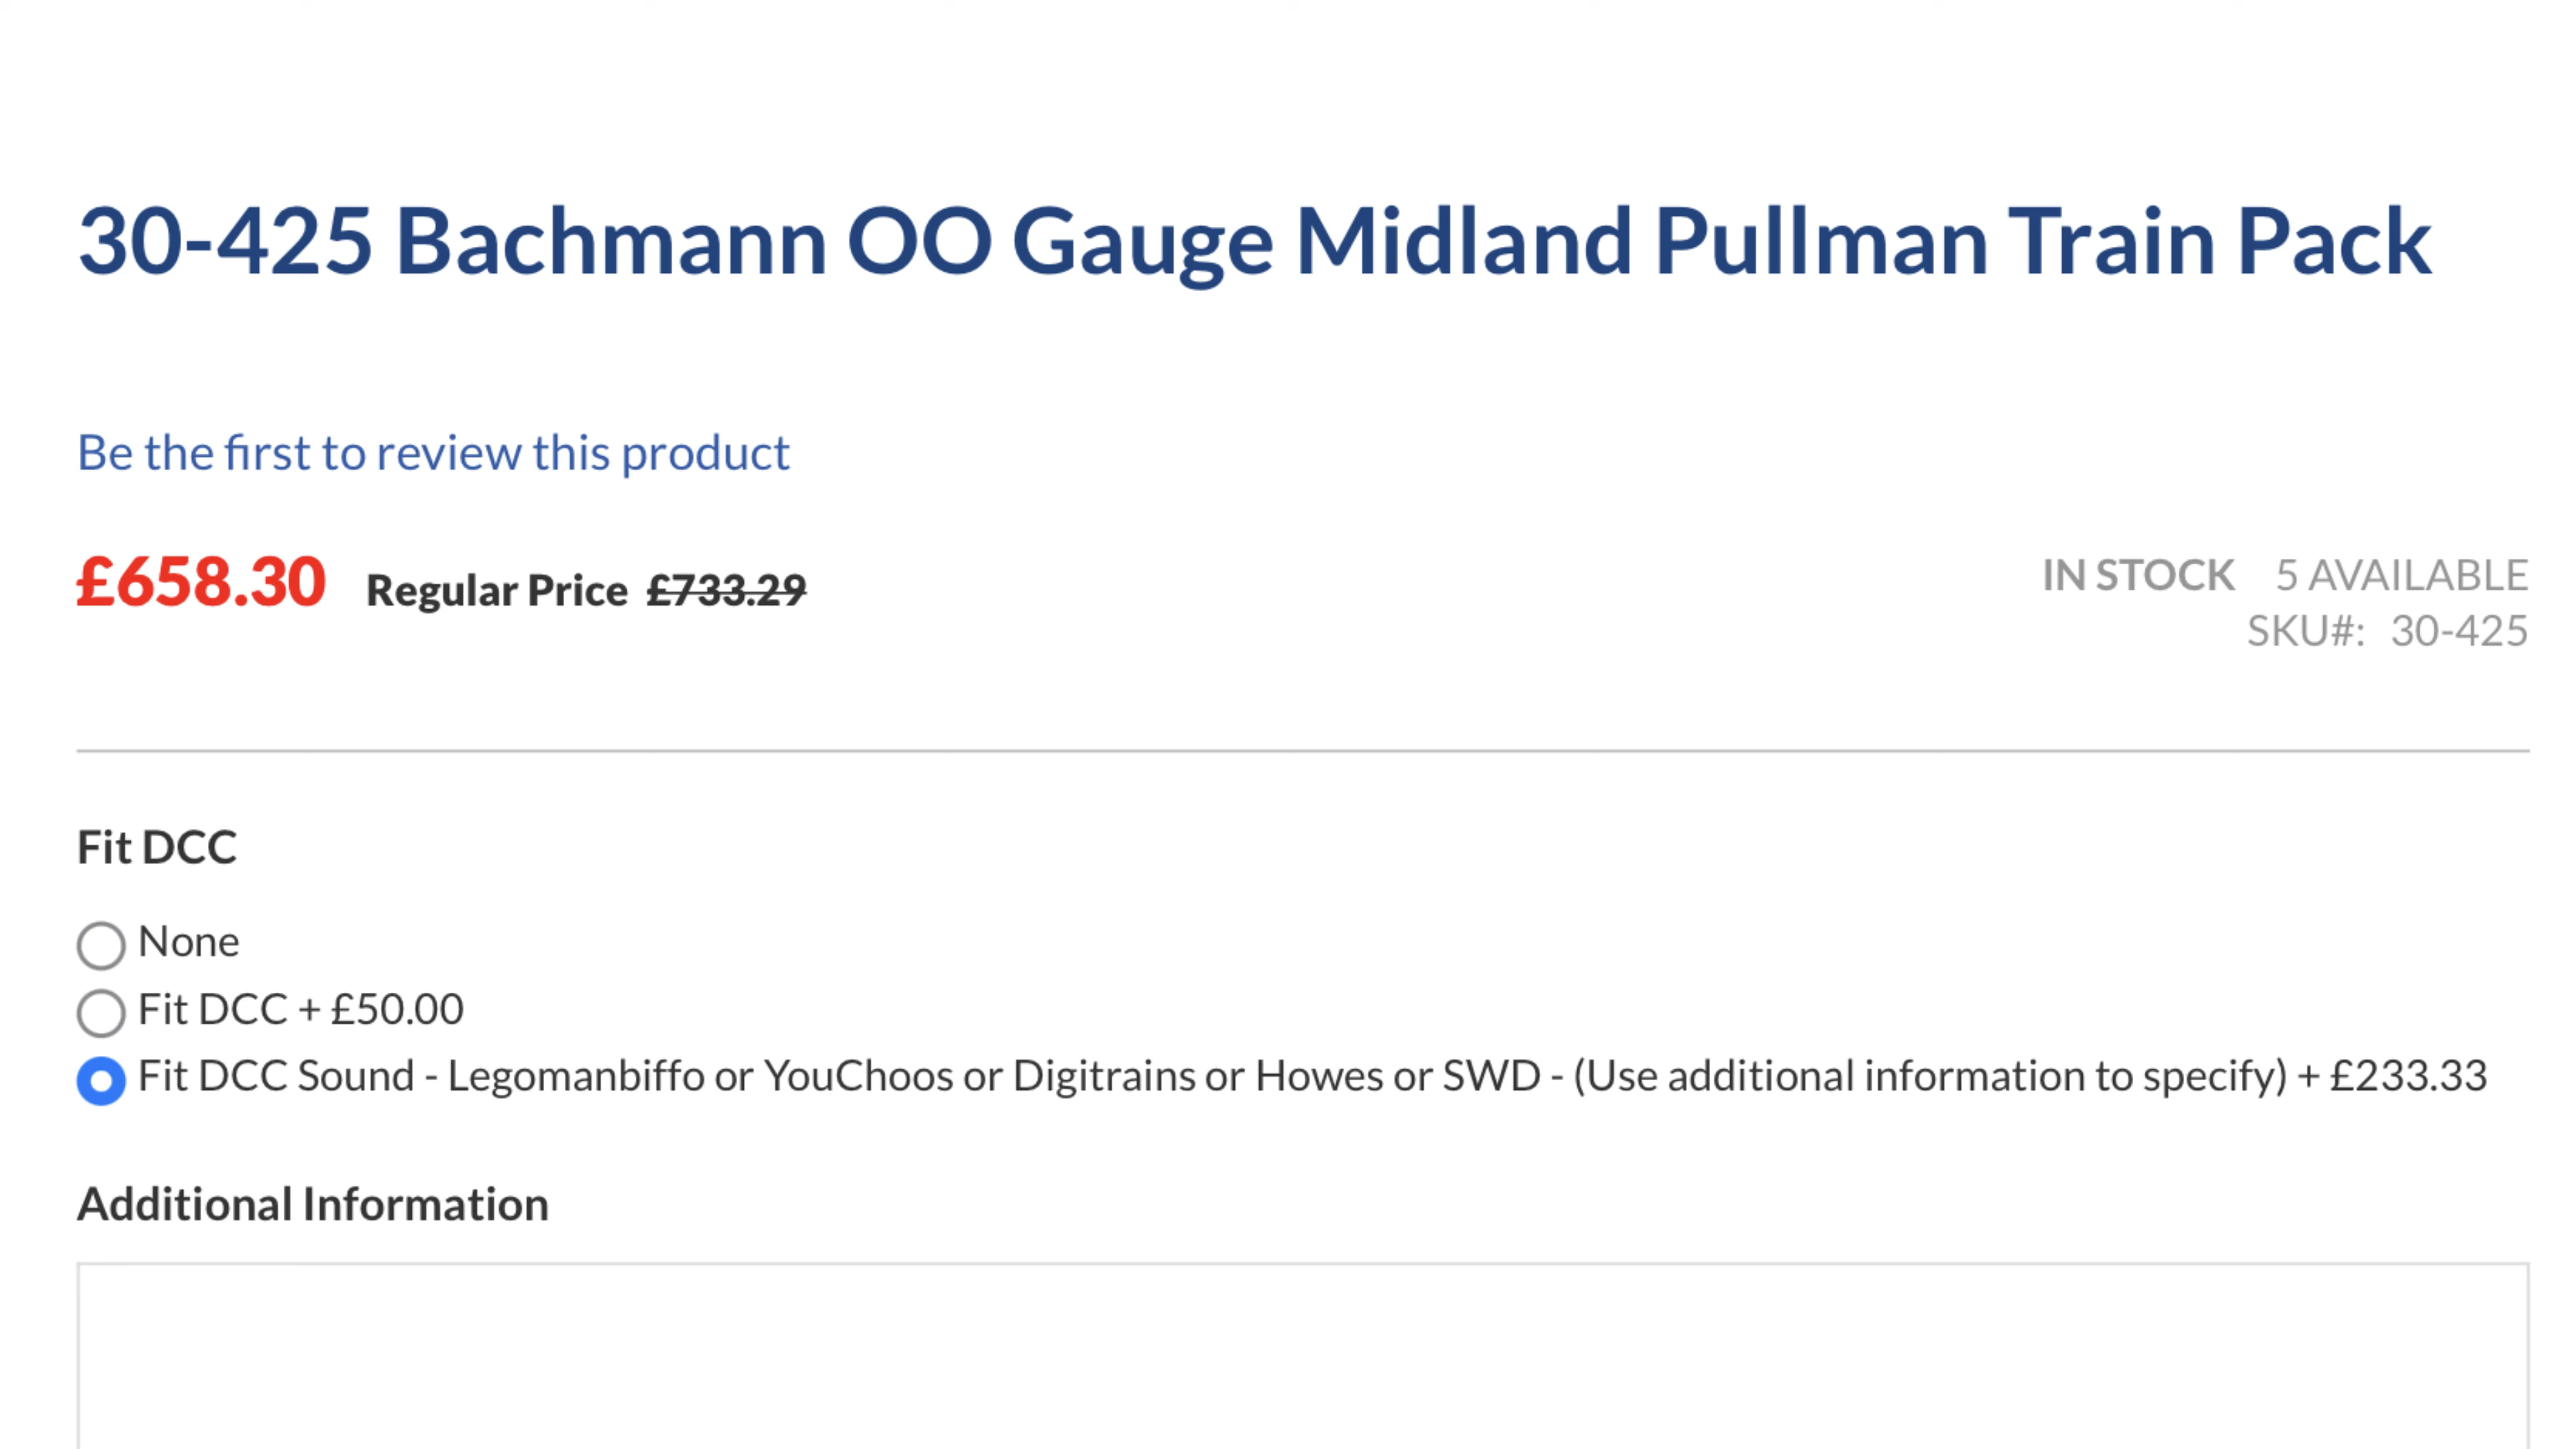 30-425 Bachmann OO Gauge Midland Pullman Train Pack
Be the first to review this product
£658.30 Regular Price £733.29
IN STOCK 5 AVAILABLE
SKU#: 30-425
Fit DCC
None
Fit DCC + £50.00
Fit DCC Sound - Legomanbiffo or YouChoos or Digitrains or Howes or SWD - (Use additional information to specify) + £233.33
Additional Information